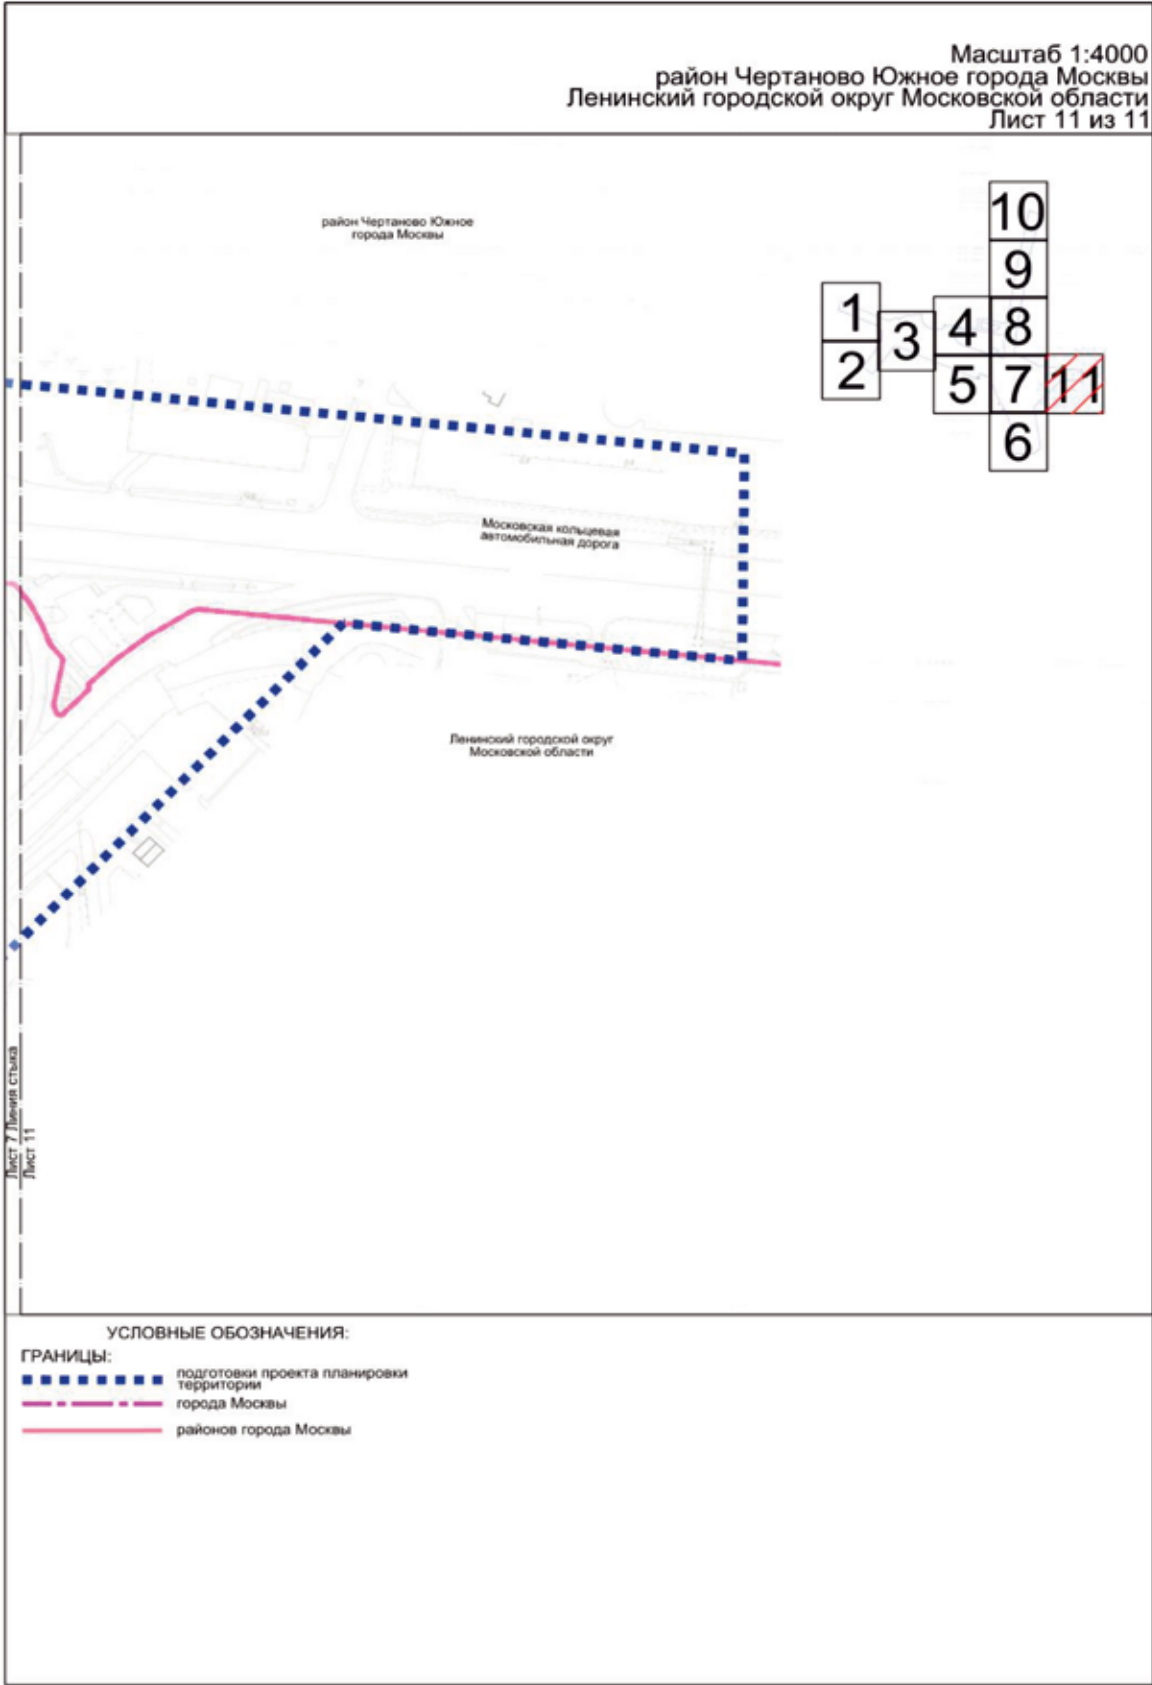 Масштаб 1:4000
район Чертаново Южное города Москвы
Ленинский городской округ Московской области
Лист 11 из 11
район Чертаново Южное
города Москвы
10
9
1
4
8
3
2
5
7
11
6
Московская кольцевая
автомобильная дорога
Ленинский городской округ
Московской области
Лист 7 Линия стыка
Лист 11
УСЛОВНЫЕ ОБОЗНАЧЕНИЯ:
ГРАНИЦЫ:
подготовки проекта планировки
территории
города Москвы
районов города Москвы